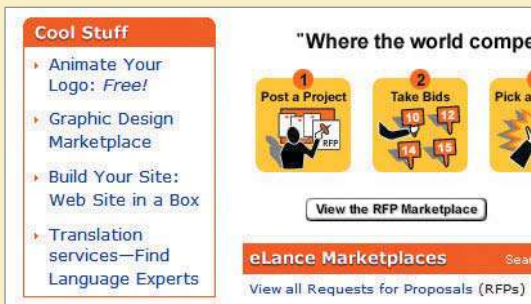 Cool Stuff
Animate Your
Logo: Free!
Graphic Design
Marketplace
Build Your Site:
Web Site in a Box
Translation
services—Find
Language Experts
"Where the world compe
1
Post a Project
RFP
2
Take Bids
10 12
14 15
Pick a
View the RFP Marketplace
eLance Marketplaces Sear
View all Requests for Proposals (RFPs)